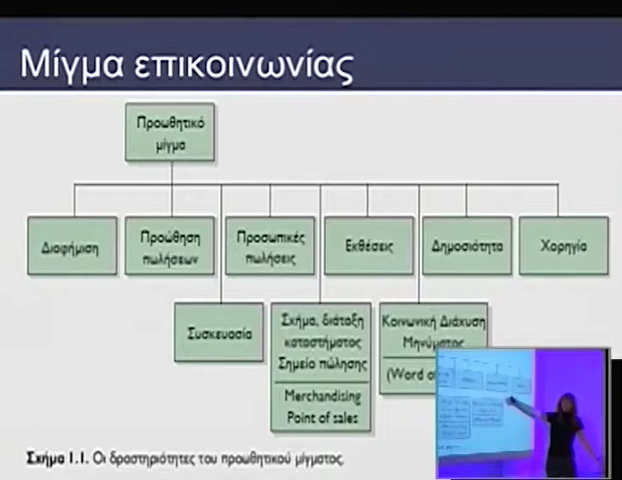 Μίγμα επικοινωνίας
Προωθητικό
μίγμα
Διαφήμιση
Προώθηση
πωλήσεων
Προσωπικές
πωλήσεις
Εκθέσεις
Δημοσιότητα
Χορηγία
Συσκευασία
Σχήμα, διάταξη
καταστήματος
Σημείο πώλησης
Merchandising
Point of sales
Κοινωνική Διάχυση
Μηνύματος
(Word
Σχήμα 1.1. Οι δραστηριότητες του προωθητικού μίγματος.